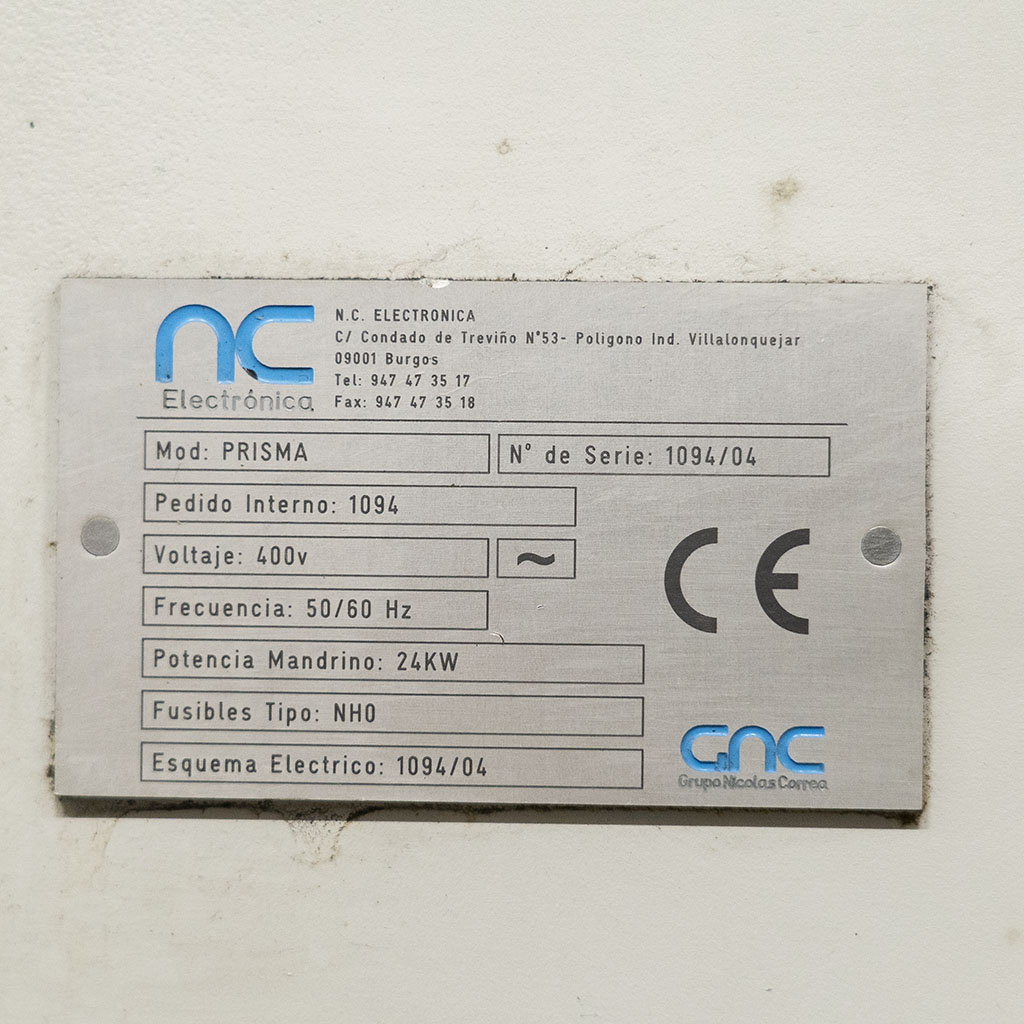 nc
Electrónica
N.C. ELECTRONICA
C/ Condado de Treviño N°53- Poligono Ind. Villalonquejar
09001 Burgos
Tel: 947 47 35 17
Fax: 947 47 35 18
Mod: PRISMA
N° de Serie: 1094/04
Pedido Interno: 1094
Voltaje: 400v
~
Frecuencia: 50/60 Hz
Potencia Mandrino: 24KW
Fusibles Tipo: NH0
Esquema Electrico: 1094/04
CE
GNC
Grupo Nicolas Correa